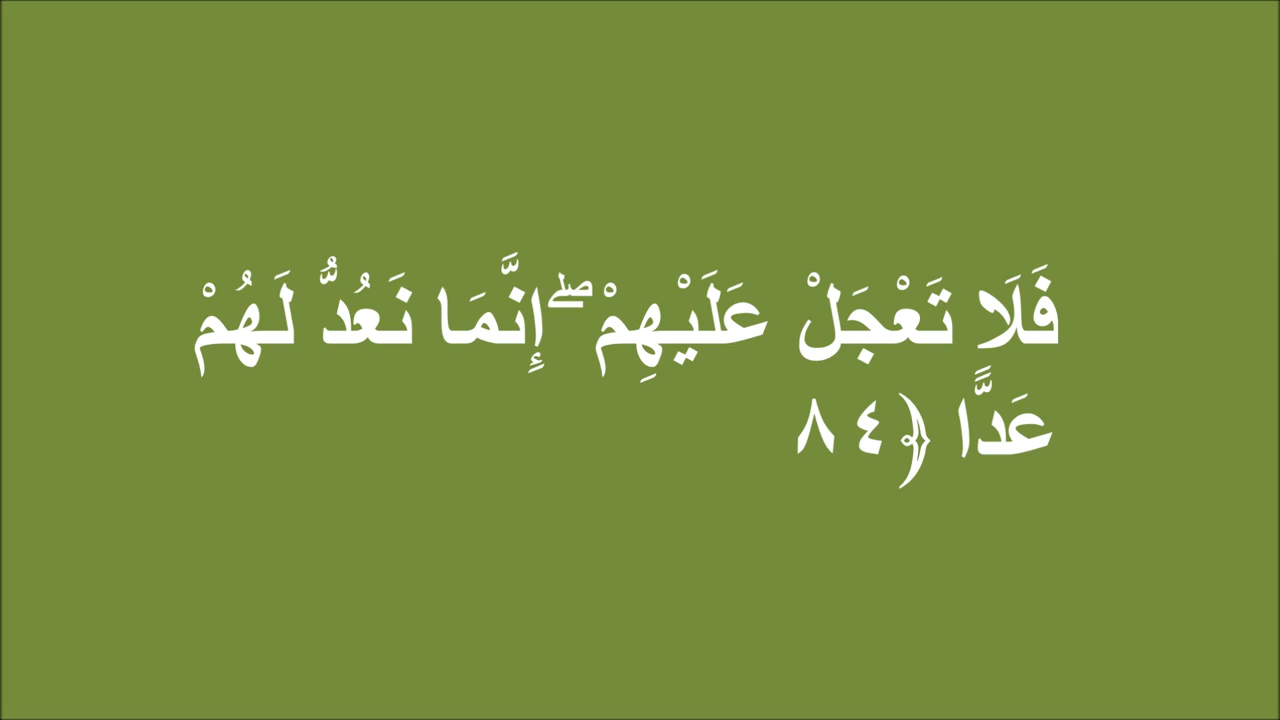 فَلَا تَعْجَلْ عَلَيْهِمْ ۖ إِنَّمَا نَعُدُّ لَهُمْ
عَدًّا ﴿٨٤